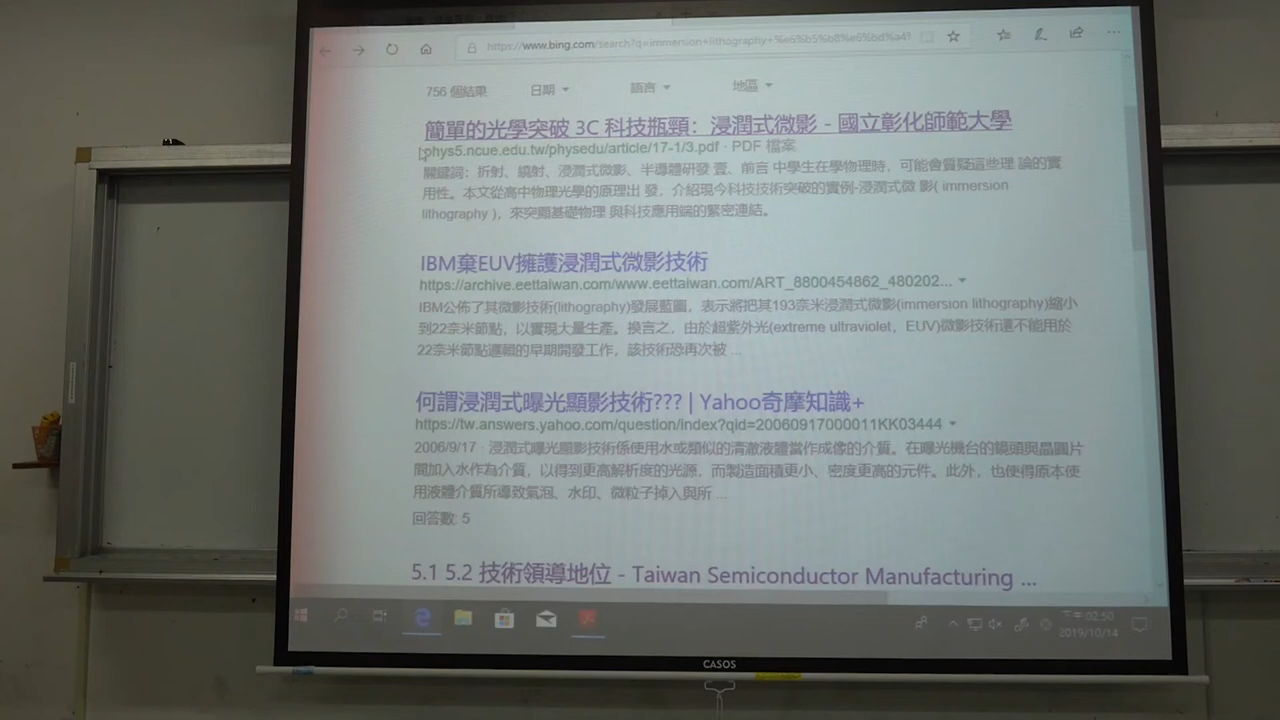 https://www.bing.com/search?q=immersion+lithography+%e6%b5%b8%e6%bd%a4%
756 個結果 日期 語言 地區
簡單的光學突破 3C 科技瓶頸：浸潤式微影 - 國立彰化師範大學
phys5.ncue.edu.tw/physedu/article/17-1/3.pdf · PDF 檔案
關鍵詞：折射、繞射、浸潤式微影、半導體研發 壹、前言 中學生在學物理時，可能會質疑這些理 論的實
用性。本文從高中物理光學的原理出 發，介紹現今科技技術突破的實例-浸潤式微 影( immersion
lithography )，來突顯基礎物理 與科技應用端的緊密連結。
IBM棄EUV擁護浸潤式微影技術
https://archive.eettaiwan.com/www.eettaiwan.com/ART_8800454862_480202...
IBM公佈了其微影技術(lithography)發展藍圖，表示將把其193奈米浸潤式微影(immersion lithography)縮小
到22奈米節點，以實現大量生產。換言之，由於超紫外光(extreme ultraviolet，EUV)微影技術還不能用於
22奈米節點邏輯的早期開發工作，該技術恐再次被 ...
何謂浸潤式曝光顯影技術??? | Yahoo奇摩知識+
https://tw.answers.yahoo.com/question/index?qid=20060917000011KK03444
2006/9/17 · 浸潤式曝光顯影技術係使用水或類似的清澈液體當作成像的介質。在曝光機台的鏡頭與晶圓片
間加入水作為介質，以得到更高解析度的光源，而製造面積更小、密度更高的元件。此外，也使得原本使
用液體介質所導致氣泡、水印、微粒子掉入與所 ...
回答數: 5
5.1 5.2 技術領導地位 - Taiwan Semiconductor Manufacturing ...
下午 02:50
2019/10/14
CASOS